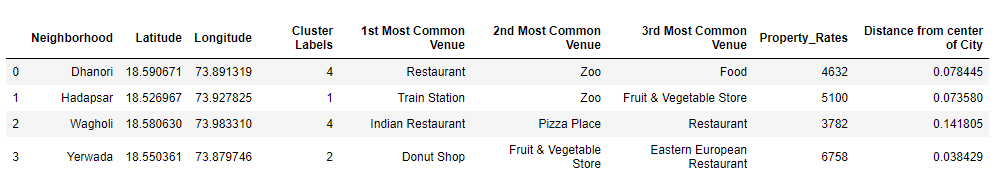 Neighborhood Latitude Longitude Cluster Labels 1st Most Common Venue 2nd Most Common Venue 3rd Most Common Venue Property_Rates Distance from center of City
0 Dhanori 18.590671 73.891319 4 Restaurant Zoo Food 4632 0.078445
1 Hadapsar 18.526967 73.927825 1 Train Station Zoo Fruit & Vegetable Store 5100 0.073580
2 Wagholi 18.580630 73.983310 4 Indian Restaurant Pizza Place Restaurant 3782 0.141805
3 Yerwada 18.550361 73.879746 2 Donut Shop Fruit & Vegetable Store Eastern European Restaurant 6758 0.038429